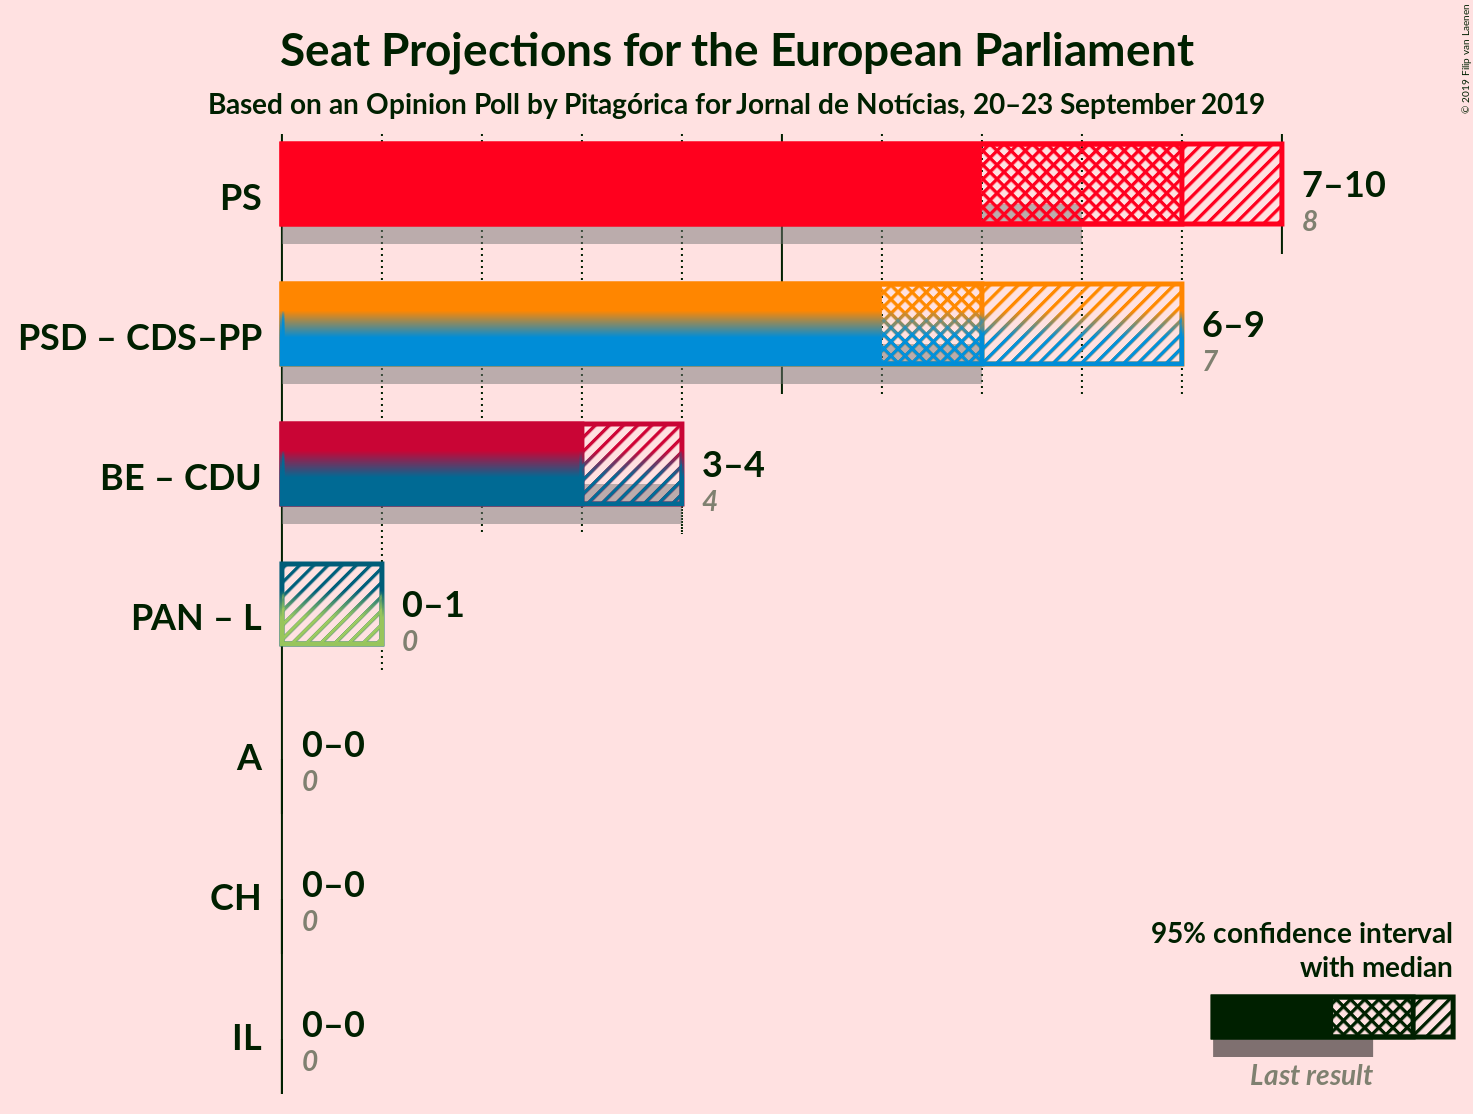 Seat Projections for the European Parliament
Based on an Opinion Poll by Pitagórica for Jornal de Notícias, 20–23 September 2019
© 2019 Filip van Laenen
PS
7–10
8
PSD – CDS–PP
6–9
7
BE – CDU
3–4
4
PAN – L
0–1
0
A
0–0
0
CH
0–0
0
IL
0–0
0
95% confidence interval
with median
Last result